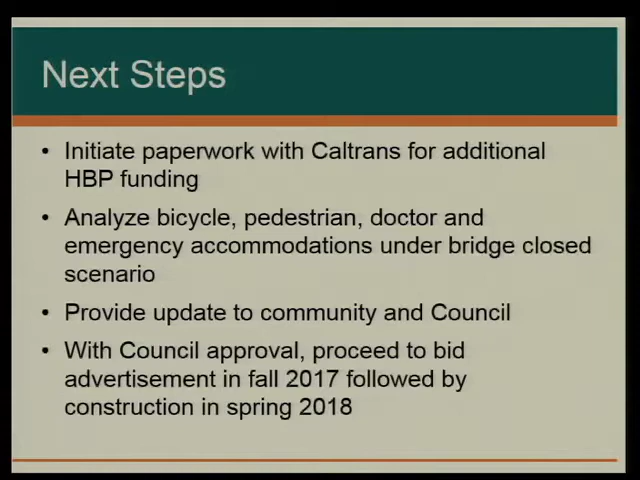 Next Steps
• Initiate paperwork with Caltrans for additional
HBP funding
• Analyze bicycle, pedestrian, doctor and
emergency accommodations under bridge closed
scenario
• Provide update to community and Council
• With Council approval, proceed to bid
advertisement in fall 2017 followed by
construction in spring 2018